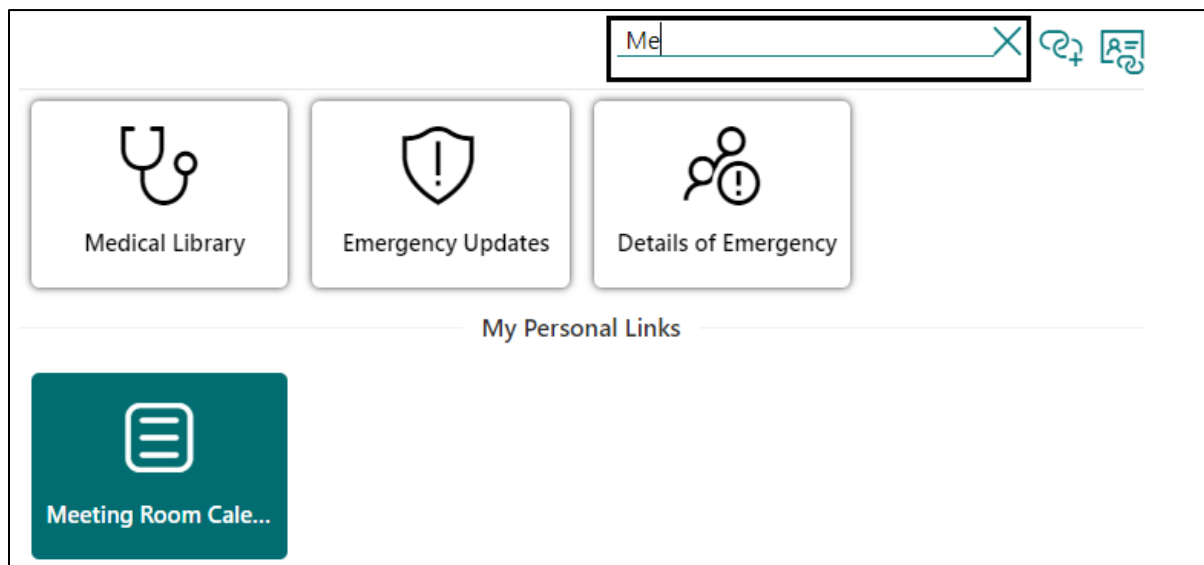 Me
Medical Library
Emergency Updates
Details of Emergency
My Personal Links
Meeting Room Cale...